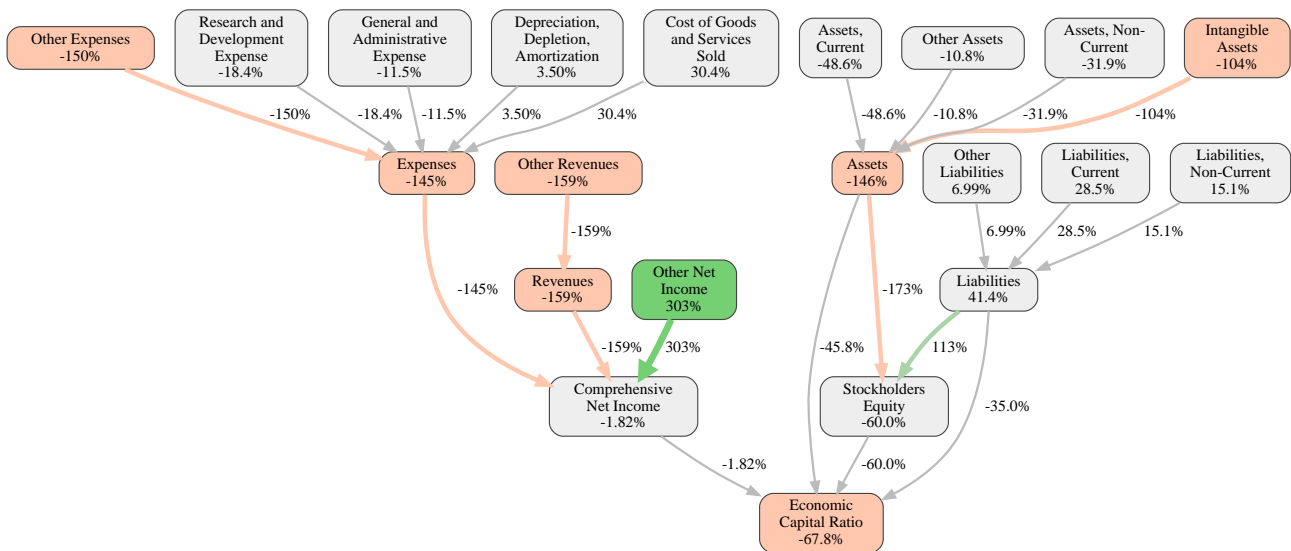 Other Expenses
-150%
Research and
Development
Expense
-18.4%
General and
Administrative
Expense
-11.5%
Depreciation,
Depletion,
Amortization
3.50%
Cost of Goods
and Services
Sold
30.4%
Assets,
Current
-48.6%
Other Assets
-10.8%
Assets, Non-
Current
-31.9%
Intangible
Assets
-104%
-150%
-18.4%
-11.5%
3.50%
30.4%
-48.6%
-10.8%
-31.9%
-104%
Expenses
-145%
Other Revenues
-159%
Assets
-146%
Other
Liabilities
6.99%
Liabilities,
Current
28.5%
Liabilities,
Non-Current
15.1%
-159%
6.99%
28.5%
15.1%
Revenues
-159%
Other Net
Income
303%
Liabilities
41.4%
-145%
-173%
-159%
303%
-45.8%
113%
Comprehensive
Net Income
-1.82%
Stockholders
Equity
-60.0%
-35.0%
-1.82%
-60.0%
Economic
Capital Ratio
-67.8%